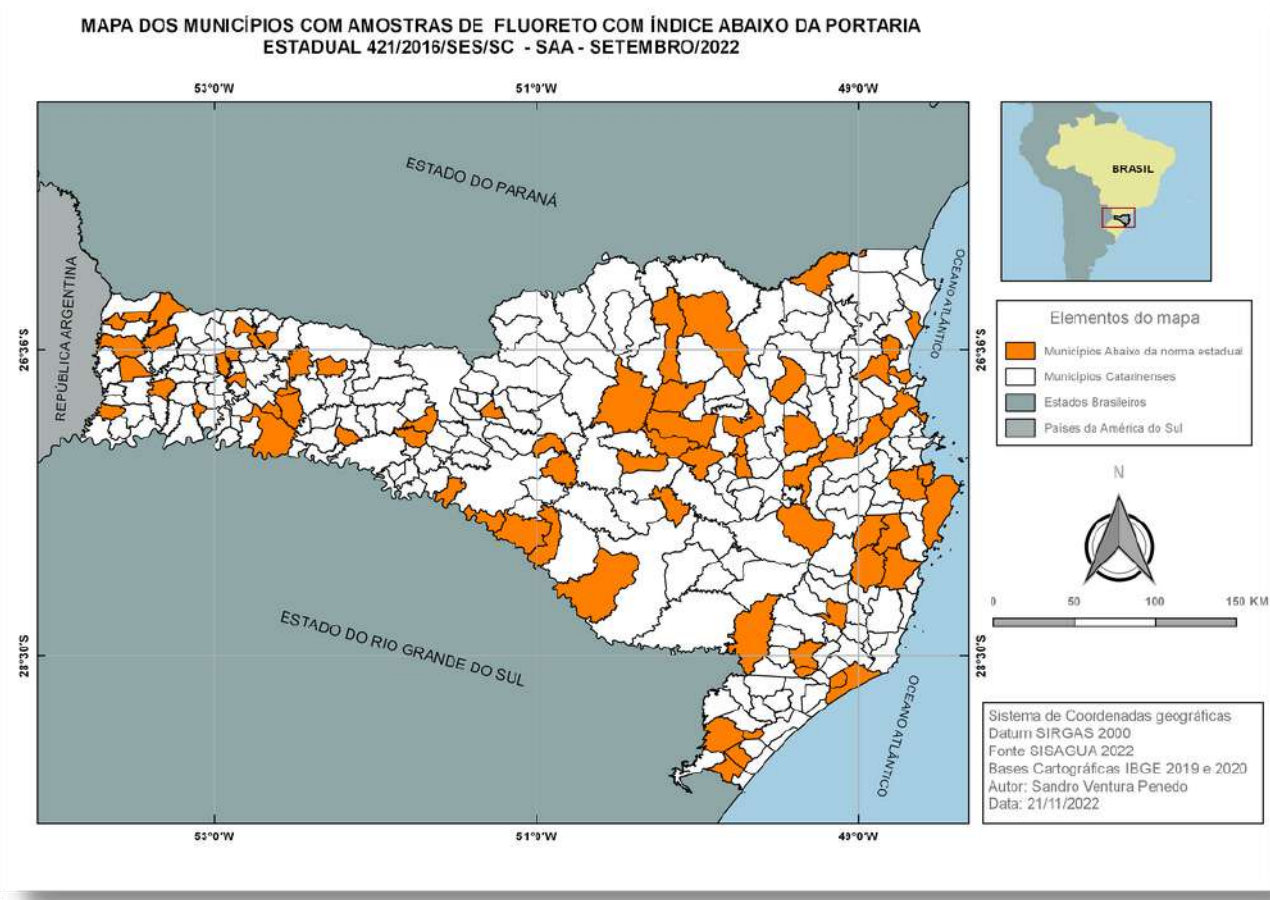 MAPA DOS MUNICÍPIOS COM AMOSTRAS DE FLUORETO COM ÍNDICE ABAIXO DA PORTARIA
ESTADUAL 421/2016/SES/SC - SAA - SETEMBRO/2022
53°0'W
51°0'W
49°0'W
ESTADO DO PARANÁ
REPÚBLICA ARGENTINA
OCEANO ATLÂNTICO
26°36'S
26°36'S
ESTADO DO RIO GRANDE DO SUL
28°30'S
28°30'S
OCEANO ATLÂNTICO
53°0'W
51°0'W
49°0'W
BRASIL
Elementos do mapa
Municípios Abaixo da norma estadual
Municípios Catarinenses
Estados Brasileiros
Países da América do Sul
N
0 50 100 150 KM
Sistema de Coordenadas geográficas
Datum SIRGAS 2000
Fonte SISAGUA 2022
Bases Cartográficas IBGE 2019 e 2020
Autor: Sandro Ventura Penedo
Data: 21/11/2022